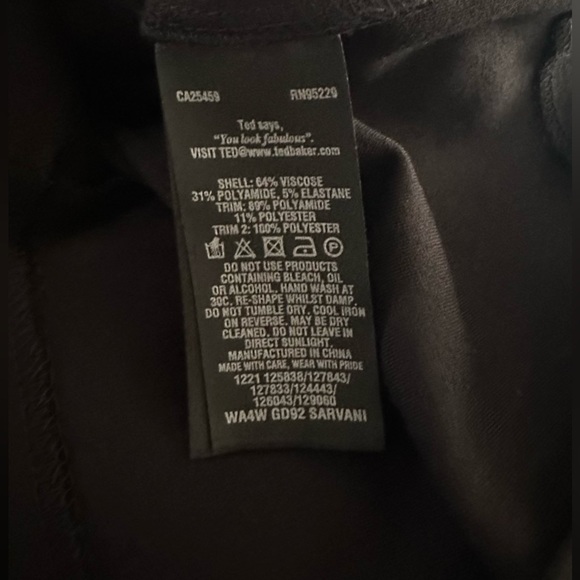 CA25459 RN95229
Ted says,
"You look fabulous".
VISIT TED@www.tedbaker.com
SHELL: 64% VISCOSE
31% POLYAMIDE, 5% ELASTANE
TRIM: 89% POLYAMIDE
11% POLYESTER
TRIM 2: 100% POLYESTER
DO NOT USE PRODUCTS
CONTAINING BLEACH, OIL
OR ALCOHOL. HAND WASH AT
30C. RE-SHAPE WHILST DAMP.
DO NOT TUMBLE DRY. COOL IRON
ON REVERSE. MAY BE DRY
CLEANED. DO NOT LEAVE IN
DIRECT SUNLIGHT.
MANUFACTURED IN CHINA
MADE WITH CARE, WEAR WITH PRIDE
1221 125838/127843/
127833/124443/
126043/129060
WA4W GD92 SARVANI